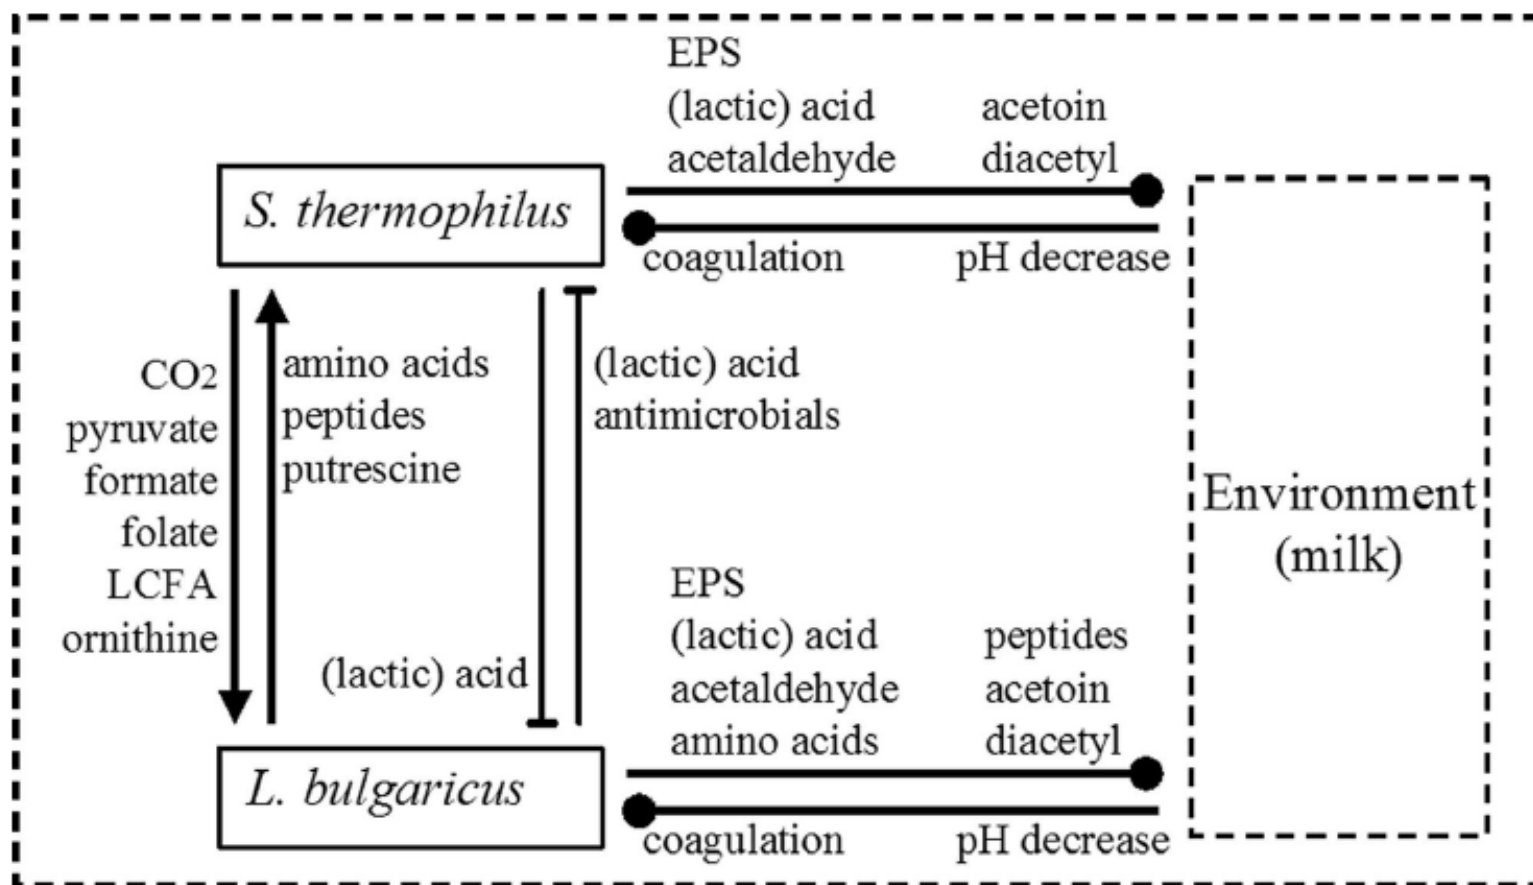 EPS
(lactic) acid acetoin
acetaldehyde diacetyl
S. thermophilus
coagulation pH decrease
CO2
pyruvate
formate
folate
LCFA
ornithine
amino acids
peptides
putrescine
(lactic) acid
antimicrobials
(lactic) acid
Environment
(milk)
EPS
(lactic) acid peptides
acetaldehyde acetoin
amino acids diacetyl
L. bulgaricus
coagulation pH decrease